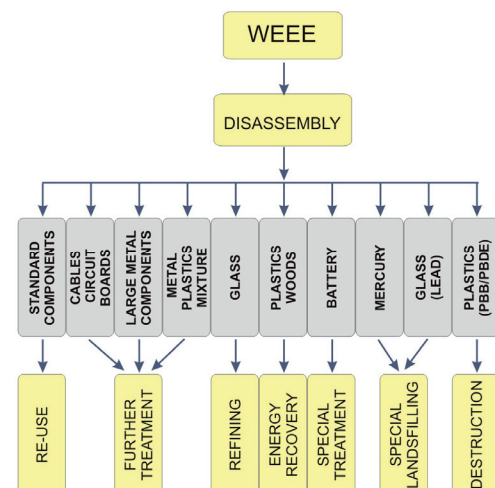 WEEE
DISASSEMBLY
STANDARD
COMPONENTS
CABLES
CIRCUIT
BOARDS
LARGE METAL
COMPONENTS
METAL
PLASTICS
MIXTURE
GLASS
PLASTICS
WOODS
BATTERY
MERCURY
GLASS
(LEAD)
PLASTICS
(PBB/PBDE)
RE-USE
FURTHER
TREATMENT
REFINING
ENERGY
RECOVERY
SPECIAL
TREATMENT
SPECIAL
LANDSFILLING
DESTRUCTION